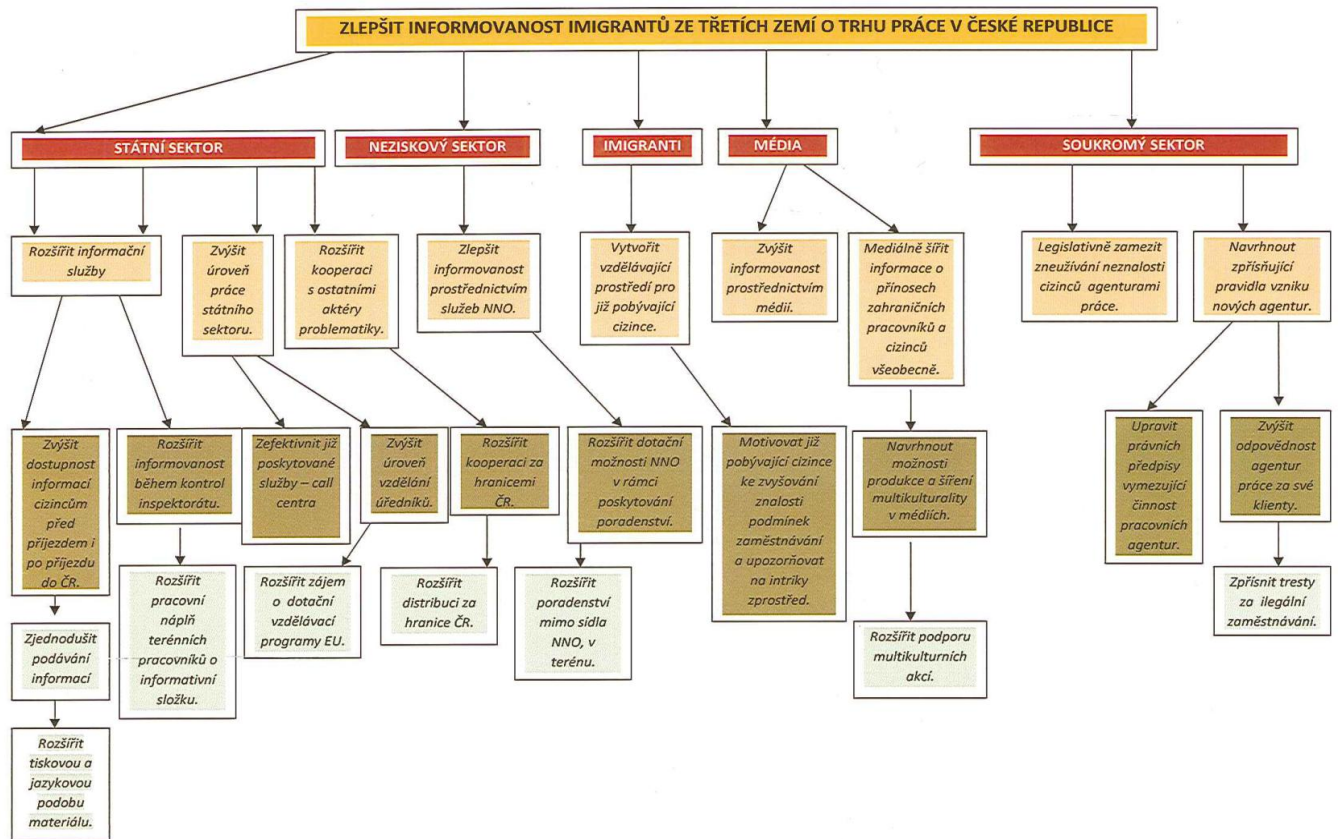 ZLEPŠIT INFORMOVANOST IMIGRANTŮ ZE TŘETÍCH ZEMÍ O TRHU PRÁCE V ČESKÉ REPUBLICE
STÁTNÍ SEKTOR
NEZISKOVÝ SEKTOR
IMIGRANTI
MÉDIA
SOUKROMÝ SEKTOR
Rozšířit informační
služby
Zvýšit
úroveň
práce
státního
sektoru.
Rozšířit
kooperaci
s ostatními
aktéry
problematiky.
Zlepšit
informovanost
prostřednictvím
služeb NNO.
Vytvořit
vzdělávající
prostředí pro
již pobývající
cizince.
Zvýšit
informovanost
prostřednictvím
médií.
Mediálně šířit
informace o
přínosech
zahraničních
pracovníků a
cizinců
všeobecně.
Legislativně zamezit
zneužívání neznalosti
cizinců agenturami
práce.
Navrhnout
zpřísňující
pravidla vzniku
nových agentur.
Zvýšit
dostupnost
informací
cizincům
před
příjezdem i
po příjezdu
do ČR.
Rozšířit
informovanost
během kontrol
inspektorátu.
Zefektivnit již
poskytované
služby – call
centra
Zvýšit
úroveň
vzdělání
úředníků.
Rozšířit
kooperaci za
hranicemi
ČR.
Rozšířit dotační
možnosti NNO
v rámci
poskytování
poradenství.
Motivovat již
pobývající cizince
ke zvyšování
znalosti
podmínek
zaměstnávání
a upozorňovat
na intriky
zprostřed.
Navrhnout
možnosti
produkce a šíření
multikulturality
v médiích.
Upravit
právních
předpisy
vymezující
činnost
pracovních
agentur.
Zvýšit
odpovědnost
agentur
práce za své
klienty.
Zjednodušit
podávání
informací
Rozšířit
pracovní
náplň
terénních
pracovníků o
informativní
složku.
Rozšířit zájem
o dotační
vzdělávací
programy EU.
Rozšířit
distribuci za
hranice ČR.
Rozšířit
poradenství
mimo sídla
NNO, v
terénu.
Rozšířit podporu
multikulturních
akcí.
Zpřísnit tresty
za ilegální
zaměstnávání.
Rozšířit
tiskovou a
jazykovou
podobu
materiálu.